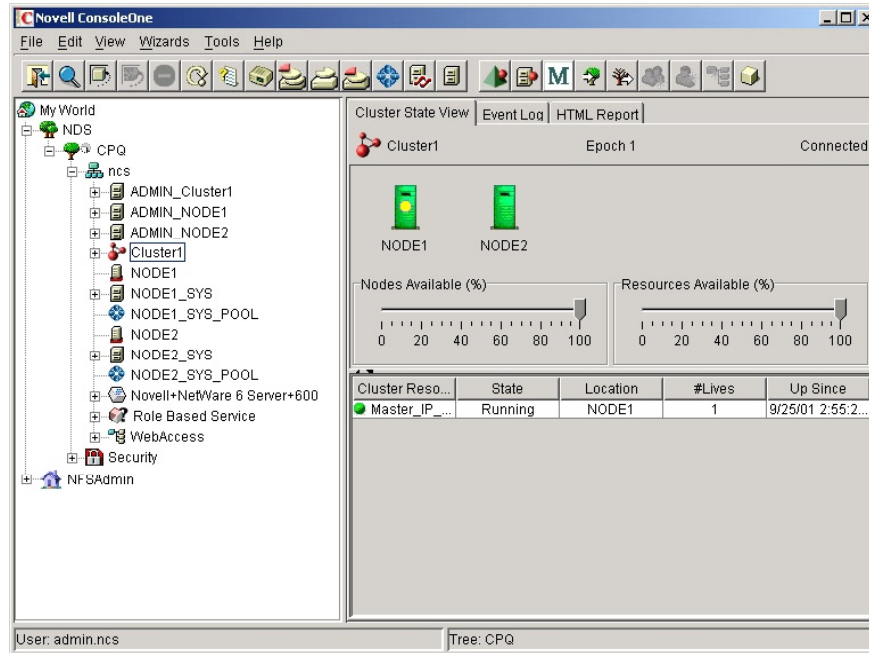 Novell ConsoleOne
File Edit View Wizards Tools Help
M
My World
NDS
CPQ
ncs
ADMIN_Cluster1
ADMIN_NODE1
ADMIN_NODE2
Cluster1
NODE1
NODE1_SYS
NODE1_SYS_POOL
NODE2
NODE2_SYS
NODE2_SYS_POOL
Novell+NetWare 6 Server+600
Role Based Service
WebAccess
Security
NFSAdmin
Cluster State View Event Log HTML Report
Cluster1 Epoch 1 Connected
NODE1 NODE2
Nodes Available (%) Resources Available (%)
0 20 40 60 80 100 0 20 40 60 80 100
Cluster Reso... State Location #Lives Up Since
Master_IP_... Running NODE1 1 9/25/01 2:55:2...
User: admin.ncs Tree: CPQ